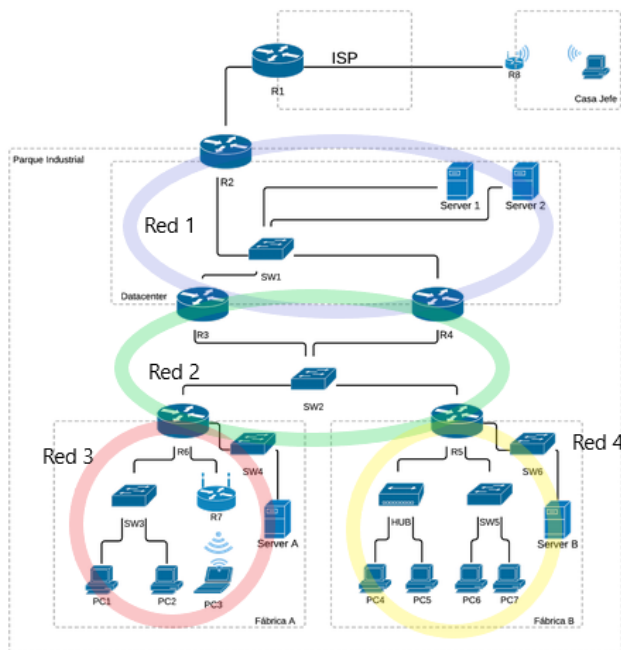 ISP
R1
R8
Casa Jefe
Parque Industrial
R2
Server 1
Server 2
Red 1
SW1
Datacenter
R3
R4
Red 2
SW2
Red 3
R6
SW4
R5
SW6
Red 4
R7
SW3
Server A
HUB
SW5
Server B
PC1
PC2
PC3
PC4
PC5
PC6
PC7
Fábrica A
Fábrica B